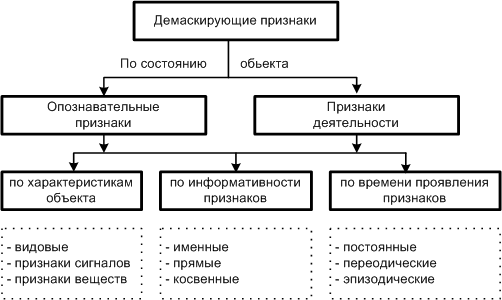 Демаскирующие признаки
По состоянию объекта
Опознавательные
признаки
Признаки
деятельности
по характеристикам
объекта
по информативности
признаков
по времени проявления
признаков
- видовые
- признаки сигналов
- признаки веществ
- именные
- прямые
- косвенные
- постоянные
- переодические
- эпизодические